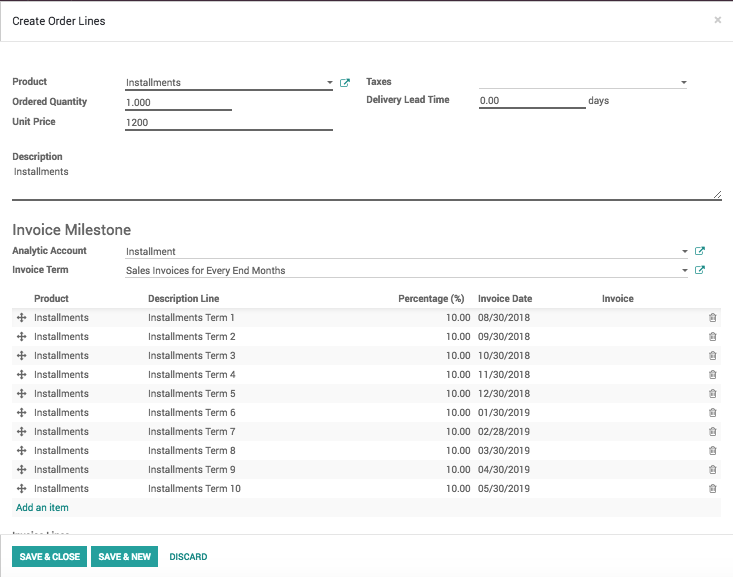 Create Order Lines ×
Product Installments Taxes
Ordered Quantity 1.000 Delivery Lead Time 0.00 days
Unit Price 1200
Description
Installments
Invoice Milestone
Analytic Account Installment
Invoice Term Sales Invoices for Every End Months
Product Description Line Percentage (%) Invoice Date Invoice
Installments Installments Term 1 10.00 08/30/2018
Installments Installments Term 2 10.00 09/30/2018
Installments Installments Term 3 10.00 10/30/2018
Installments Installments Term 4 10.00 11/30/2018
Installments Installments Term 5 10.00 12/30/2018
Installments Installments Term 6 10.00 01/30/2019
Installments Installments Term 7 10.00 02/28/2019
Installments Installments Term 8 10.00 03/30/2019
Installments Installments Term 9 10.00 04/30/2019
Installments Installments Term 10 10.00 05/30/2019
Add an item
SAVE & CLOSE SAVE & NEW DISCARD